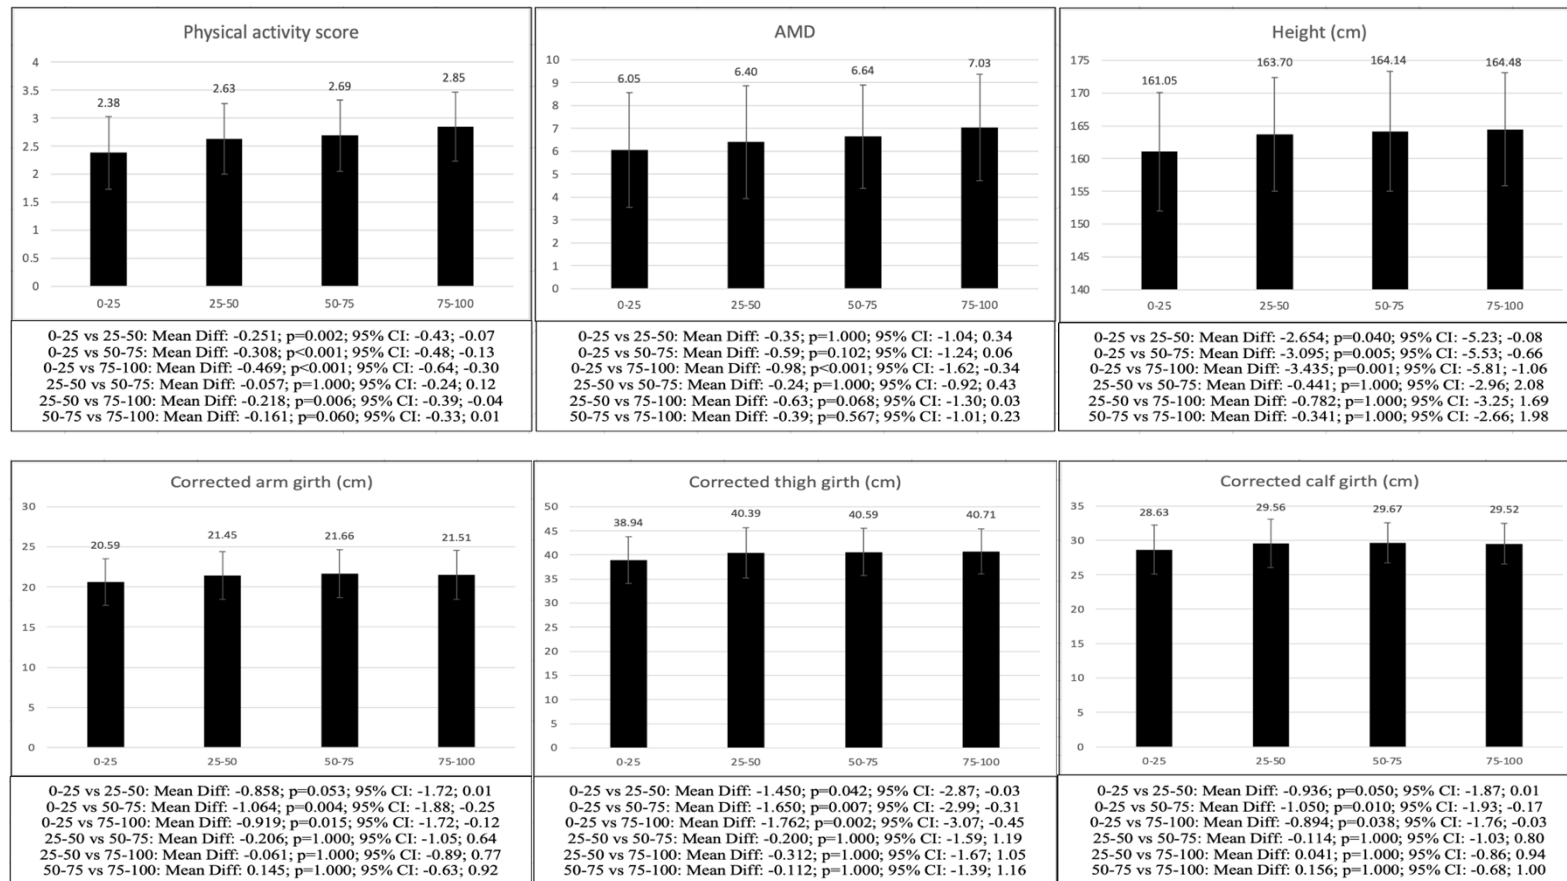 Physical activity score
4
3.5
3
2.5
2
1.5
1
0.5
0
2.38
2.63
2.69
2.85
0-25
25-50
50-75
75-100
0-25 vs 25-50: Mean Diff: -0.251; p=0.002; 95% CI: -0.43; -0.07
0-25 vs 50-75: Mean Diff: -0.308; p<0.001; 95% CI: -0.48; -0.13
0-25 vs 75-100: Mean Diff: -0.469; p<0.001; 95% CI: -0.64; -0.30
25-50 vs 50-75: Mean Diff: -0.057; p=1.000; 95% CI: -0.24; 0.12
25-50 vs 75-100: Mean Diff: -0.218; p=0.006; 95% CI: -0.39; -0.04
50-75 vs 75-100: Mean Diff: -0.161; p=0.060; 95% CI: -0.33; 0.01
AMD
10
9
8
7
6
5
4
3
2
1
0
6.05
6.40
6.64
7.03
0-25
25-50
50-75
75-100
0-25 vs 25-50: Mean Diff: -0.35; p=1.000; 95% CI: -1.04; 0.34
0-25 vs 50-75: Mean Diff: -0.59; p=0.102; 95% CI: -1.24; 0.06
0-25 vs 75-100: Mean Diff: -0.98; p<0.001; 95% CI: -1.62; -0.34
25-50 vs 50-75: Mean Diff: -0.24; p=1.000; 95% CI: -0.92; 0.43
25-50 vs 75-100: Mean Diff: -0.63; p=0.068; 95% CI: -1.30; 0.03
50-75 vs 75-100: Mean Diff: -0.39; p=0.567; 95% CI: -1.01; 0.23
Height (cm)
175
170
165
160
155
150
145
140
161.05
163.70
164.14
164.48
0-25
25-50
50-75
75-100
0-25 vs 25-50: Mean Diff: -2.654; p=0.040; 95% CI: -5.23; -0.08
0-25 vs 50-75: Mean Diff: -3.095; p=0.005; 95% CI: -5.53; -0.66
0-25 vs 75-100: Mean Diff: -3.435; p=0.001; 95% CI: -5.81; -1.06
25-50 vs 50-75: Mean Diff: -0.441; p=1.000; 95% CI: -2.96; 2.08
25-50 vs 75-100: Mean Diff: -0.782; p=1.000; 95% CI: -3.25; 1.69
50-75 vs 75-100: Mean Diff: -0.341; p=1.000; 95% CI: -2.66; 1.98
Corrected arm girth (cm)
30
25
20
15
10
5
0
20.59
21.45
21.66
21.51
0-25
25-50
50-75
75-100
0-25 vs 25-50: Mean Diff: -0.858; p=0.053; 95% CI: -1.72; 0.01
0-25 vs 50-75: Mean Diff: -1.064; p=0.004; 95% CI: -1.88; -0.25
0-25 vs 75-100: Mean Diff: -0.919; p=0.015; 95% CI: -1.72; -0.12
25-50 vs 50-75: Mean Diff: -0.206; p=1.000; 95% CI: -1.05; 0.64
25-50 vs 75-100: Mean Diff: -0.061; p=1.000; 95% CI: -0.89; 0.77
50-75 vs 75-100: Mean Diff: 0.145; p=1.000; 95% CI: -0.63; 0.92
Corrected thigh girth (cm)
50
45
40
35
30
25
20
15
10
5
0
38.94
40.39
40.59
40.71
0-25
25-50
50-75
75-100
0-25 vs 25-50: Mean Diff: -1.450; p=0.042; 95% CI: -2.87; -0.03
0-25 vs 50-75: Mean Diff: -1.650; p=0.007; 95% CI: -2.99; -0.31
0-25 vs 75-100: Mean Diff: -1.762; p=0.002; 95% CI: -3.07; -0.45
25-50 vs 50-75: Mean Diff: -0.200; p=1.000; 95% CI: -1.59; 1.19
25-50 vs 75-100: Mean Diff: -0.312; p=1.000; 95% CI: -1.67; 1.05
50-75 vs 75-100: Mean Diff: -0.112; p=1.000; 95% CI: -1.39; 1.16
Corrected calf girth (cm)
35
30
25
20
15
10
5
0
28.63
29.56
29.67
29.52
0-25
25-50
50-75
75-100
0-25 vs 25-50: Mean Diff: -0.936; p=0.050; 95% CI: -1.87; 0.01
0-25 vs 50-75: Mean Diff: -1.050; p=0.010; 95% CI: -1.93; -0.17
0-25 vs 75-100: Mean Diff: -0.894; p=0.038; 95% CI: -1.76; -0.03
25-50 vs 50-75: Mean Diff: -0.114; p=1.000; 95% CI: -1.03; 0.80
25-50 vs 75-100: Mean Diff: 0.041; p=1.000; 95% CI: -0.86; 0.94
50-75 vs 75-100: Mean Diff: 0.156; p=1.000; 95% CI: -0.68; 1.00